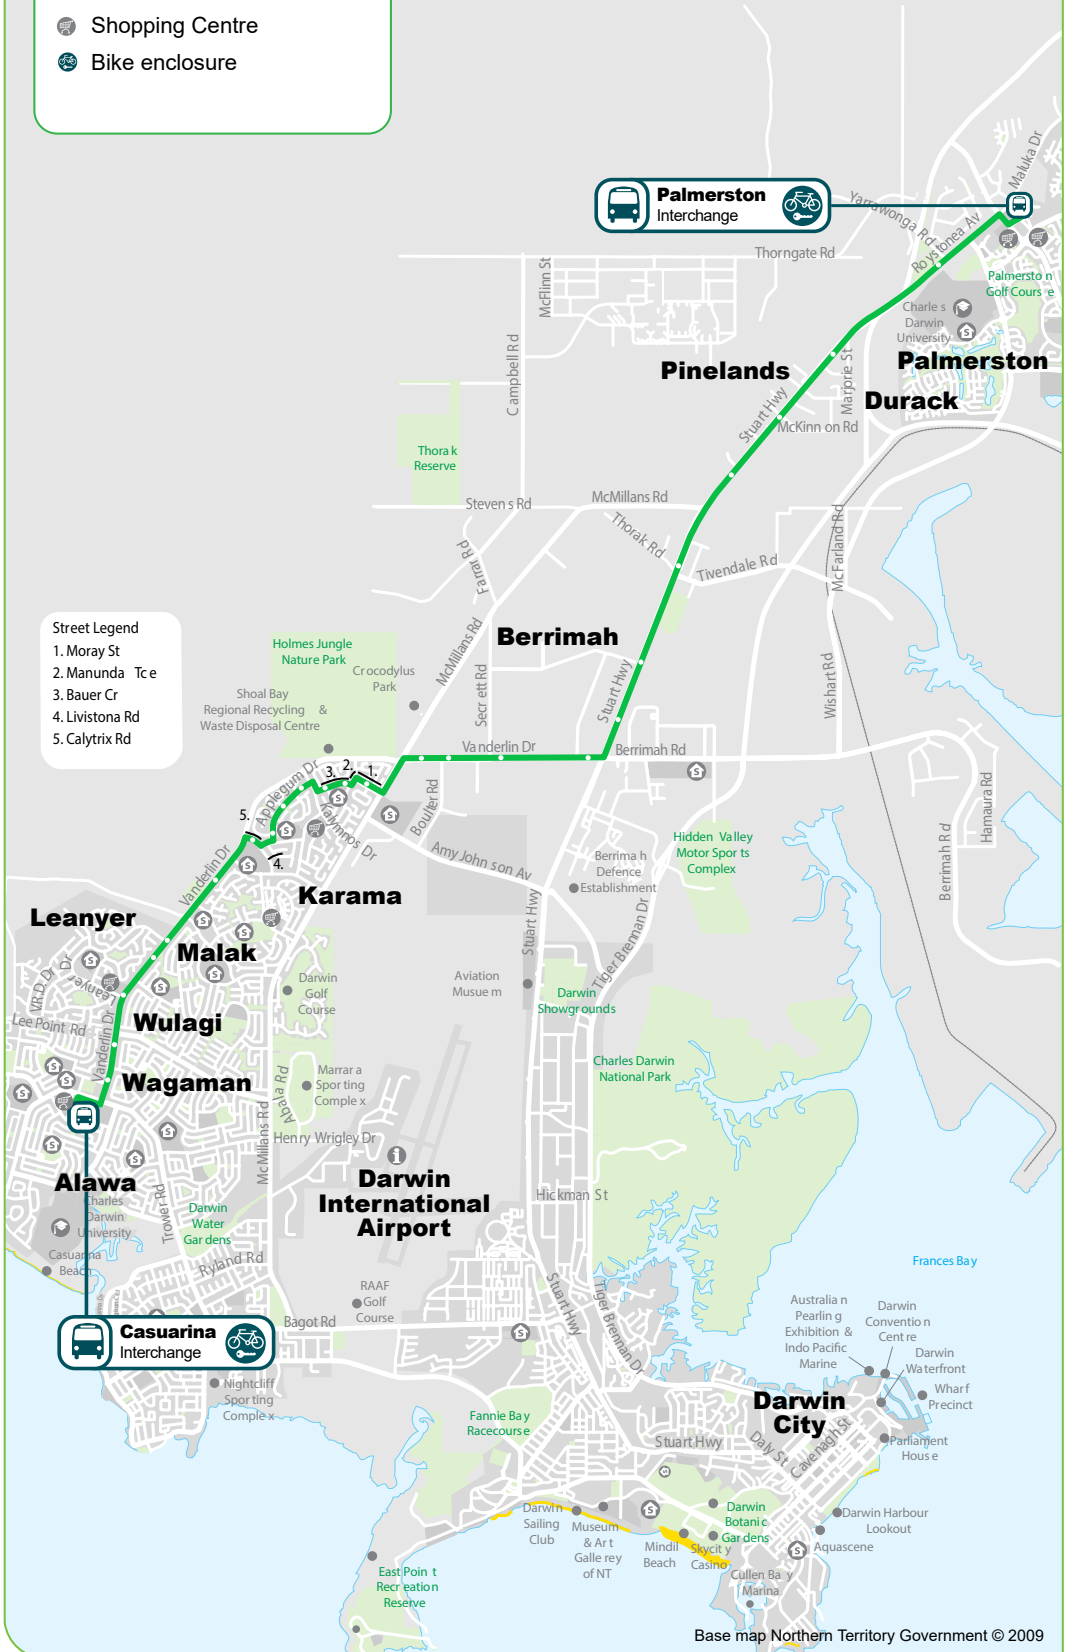 Shopping Centre
Bike enclosure
Palmerston
Interchange
Maluka Dr
Yarrawonga Rd
Roystonea Av
Thorngate Rd
McFlinn St
Palmerston
Golf Course
Charles
Darwin
University
Campbell Rd
Pinelands
Palmerston
Marjorie St
Durack
Stuart Hwy
McKinnon Rd
Thorak
Reserve
Stevens Rd
McMillans Rd
Thorak Rd
Farrar Rd
Tivendale Rd
McFarland Rd
Street Legend
1. Moray St
2. Manunda Tce
3. Bauer Cr
4. Livistona Rd
5. Calytrix Rd
Berrimah
Holmes Jungle
Nature Park
Crocodylus
Park
McMillans Rd
Secrett Rd
Stuart Hwy
Wishart Rd
Shoal Bay
Regional Recycling &
Waste Disposal Centre
Vanderlin Dr
Berrimah Rd
3.
2.
1.
Applegum Dr
5.
4.
Kalymnos Dr
Boulter Rd
Hamaura Rd
Berrimah Rd
Hidden Valley
Motor Sports
Complex
Amy Johnson Av
Berrimah
Defence
Establishment
Vanderlin Dr
Karama
Leanyer
Malak
Stuart Hwy
Tiger Brennan Dr
V.R.D. Dr
Leanyer Dr
Darwin
Golf
Course
Aviation
Museum
Darwin
Showgrounds
Lee Point Rd
Wulagi
Vanderlin Dr
Charles Darwin
National Park
Wagaman
Marrara
Sporting
Complex
Abala Rd
McMillans Rd
Henry Wrigley Dr
Alawa
Darwin
International
Airport
Charles
Darwin
University
Trower Rd
Darwin
Water
Gardens
Hickman St
Casuarina
Beach
Ryland Rd
Frances Bay
RAAF
Golf
Course
Stuart Hwy
Tiger Brennan Dr
Bagot Rd
Casuarina
Interchange
Australian
Pearling
Exhibition &
Indo Pacific
Marine
Darwin
Convention
Centre
Darwin
Waterfront
Wharf
Precinct
Nightcliff
Sporting
Complex
Darwin
City
Fannie Bay
Racecourse
Stuart Hwy
Daly St
Cavenagh St
Parliament
House
Darwin
Sailing
Club
Museum
& Art
Gallerey
of NT
Mindil
Beach
Skycity
Casino
Darwin
Botanic
Gardens
Darwin Harbour
Lookout
Aquascene
Cullen Bay
Marina
East Point
Recreation
Reserve
Base map Northern Territory Government © 2009